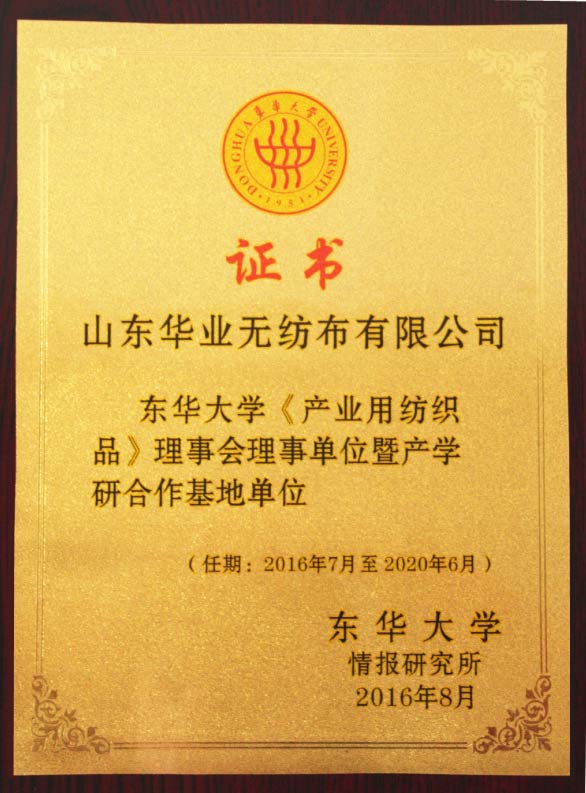 東華大学
DONGHUA UNIVERSITY
·1951·
证书
山东华业无纺布有限公司
东华大学《产业用纺织
品》理事会理事单位暨产学
研合作基地单位
（任期：2016年7月至2020年6月）
东华大学
情报研究所
2016年8月